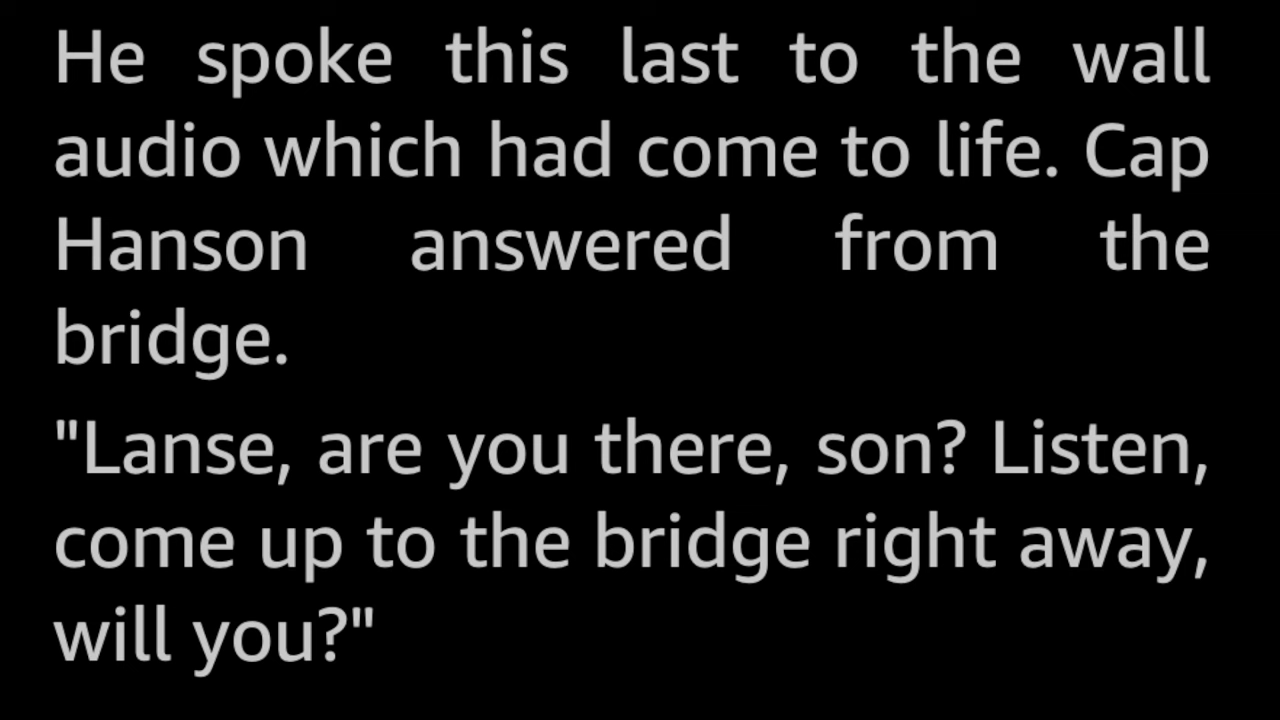 He spoke this last to the wall
audio which had come to life. Cap
Hanson answered from the
bridge.
"Lanse, are you there, son? Listen,
come up to the bridge right away,
will you?"